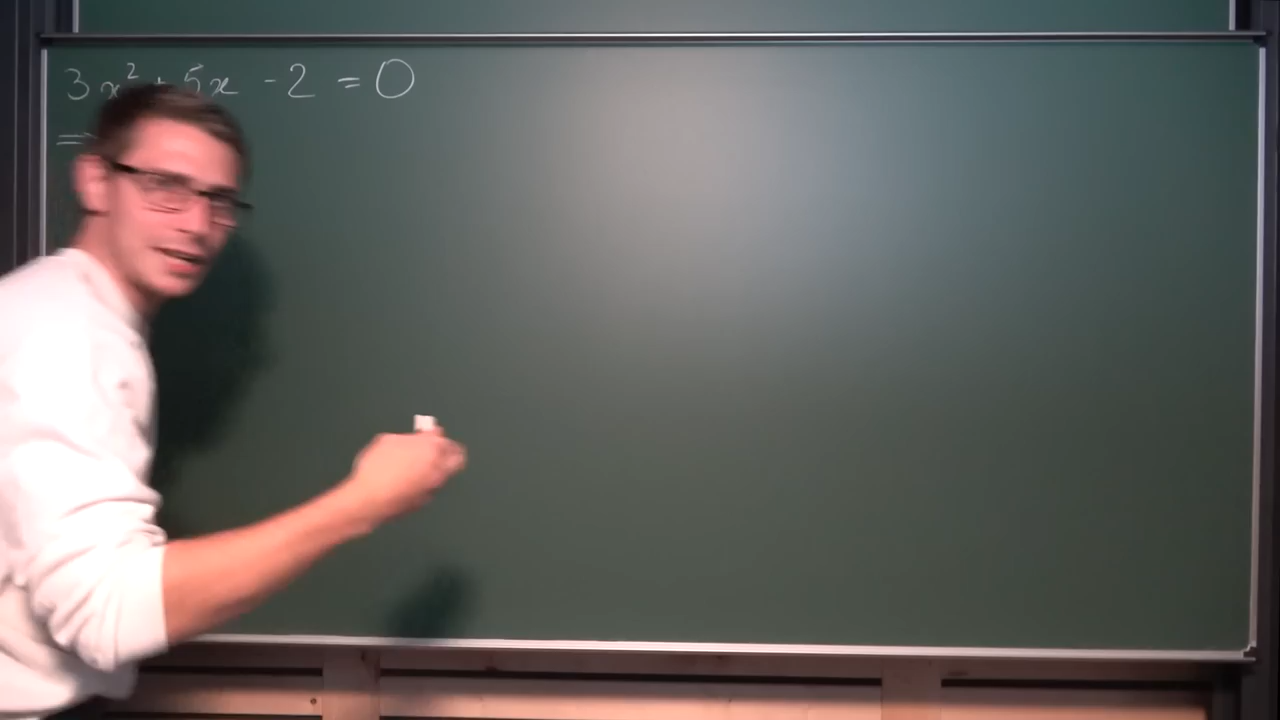 3x² + 5x - 2 = 0
⇒